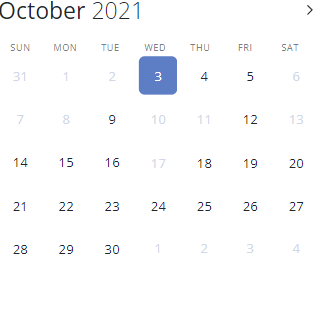 October 2021 >
SUN MON TUE WED THU FRI SAT
31 1 2 3 4 5 6
7 8 9 10 11 12 13
14 15 16 17 18 19 20
21 22 23 24 25 26 27
28 29 30 1 2 3 4